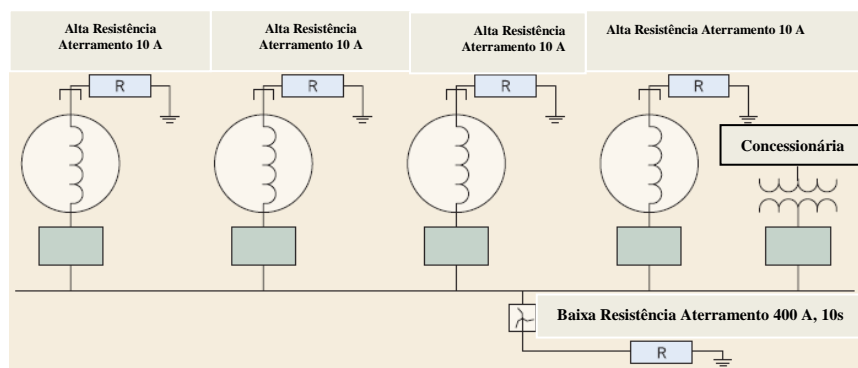 Alta Resistência
Aterramento 10 A
Alta Resistência
Aterramento 10 A
Alta Resistência
Aterramento 10 A
Alta Resistência Aterramento 10 A
R
R
R
R
Concessionária
Baixa Resistência Aterramento 400 A, 10s
R